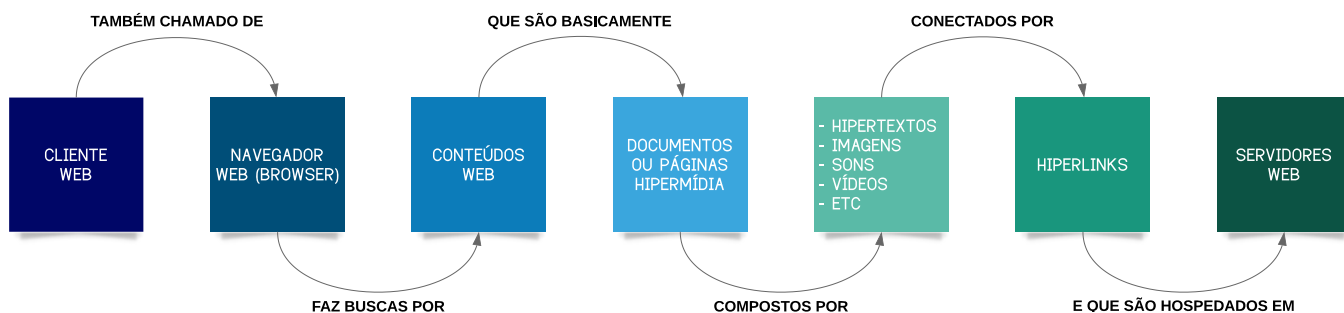 TAMBÉM CHAMADO DE
QUE SÃO BASICAMENTE
CONECTADOS POR
CLIENTE
WEB
NAVEGADOR
WEB (BROWSER)
CONTEÚDOS
WEB
DOCUMENTOS
OU PÁGINAS
HIPERMÍDIA
- HIPERTEXTOS
- IMAGENS
- SONS
- VÍDEOS
- ETC
HIPERLINKS
SERVIDORES
WEB
FAZ BUSCAS POR
COMPOSTOS POR
E QUE SÃO HOSPEDADOS EM